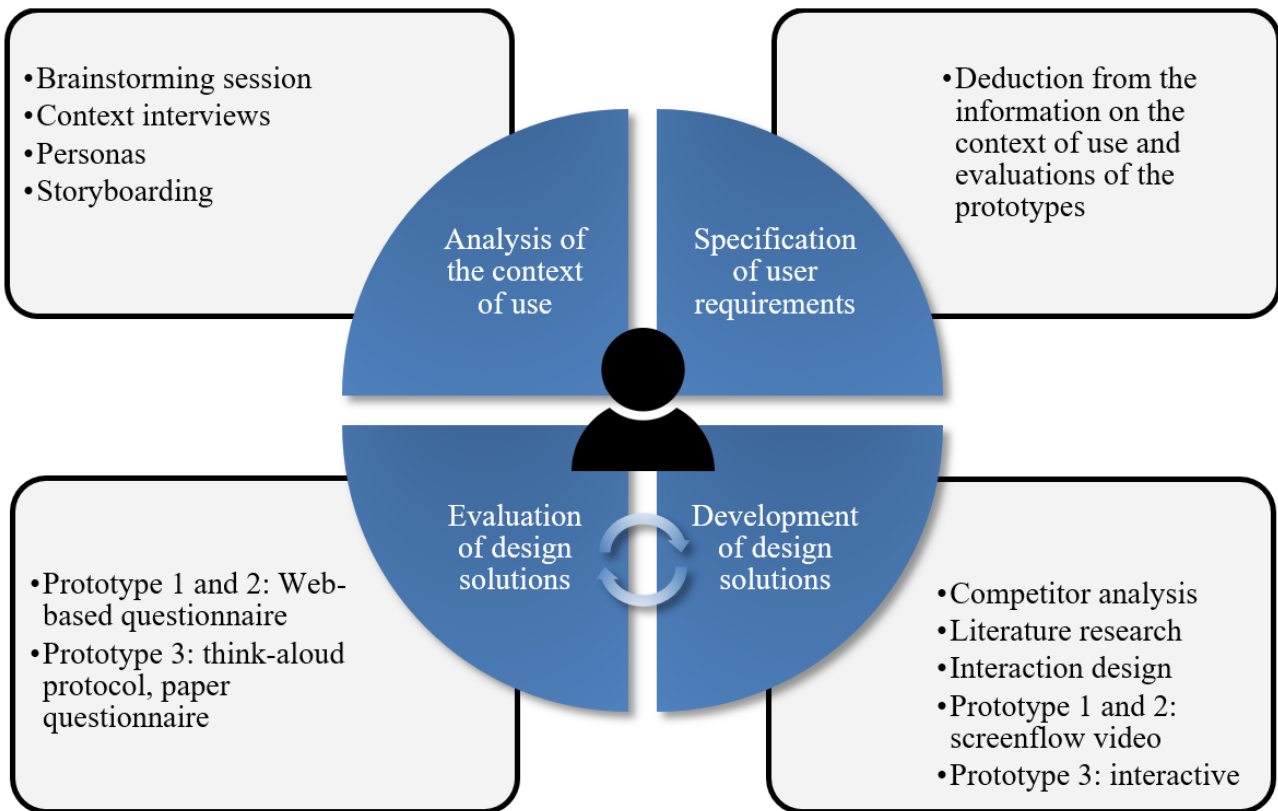 •Brainstorming session
•Context interviews
•Personas
•Storyboarding
•Deduction from the
information on the
context of use and
evaluations of the
prototypes
Analysis of
the context
of use
Specification
of user
requirements
Evaluation
of design
solutions
Development
of design
solutions
•Prototype 1 and 2: Web-
based questionnaire
•Prototype 3: think-aloud
protocol, paper
questionnaire
•Competitor analysis
•Literature research
•Interaction design
•Prototype 1 and 2:
screenflow video
•Prototype 3: interactive